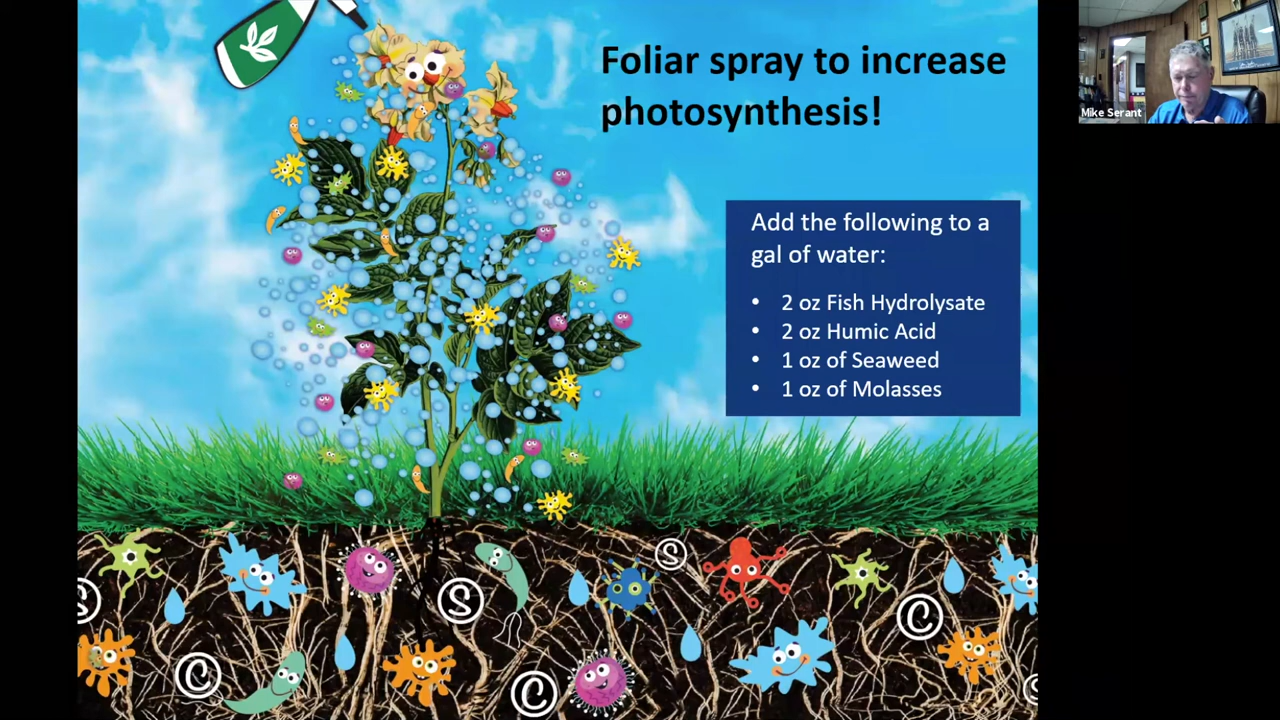 Foliar spray to increase
photosynthesis!
Mike Serant
Add the following to a
gal of water:
• 2 oz Fish Hydrolysate
• 2 oz Humic Acid
• 1 oz of Seaweed
• 1 oz of Molasses
S
S
S
C
C
C